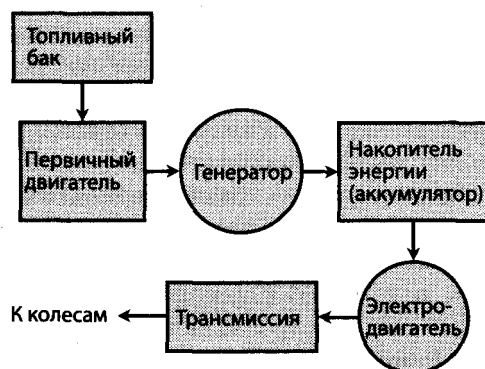 Топливный
бак
Первичный
двигатель
Генератор
Накопитель
энергии
(аккумулятор)
Электро-
двигатель
Трансмиссия
К колесам